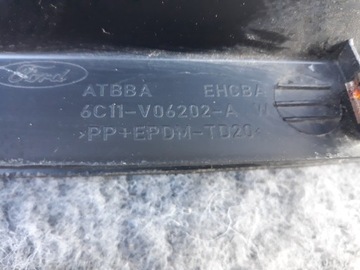 Ford
ATBBA EHCBA
6C11-V06202-A W
>PP+EPDM-TD20<